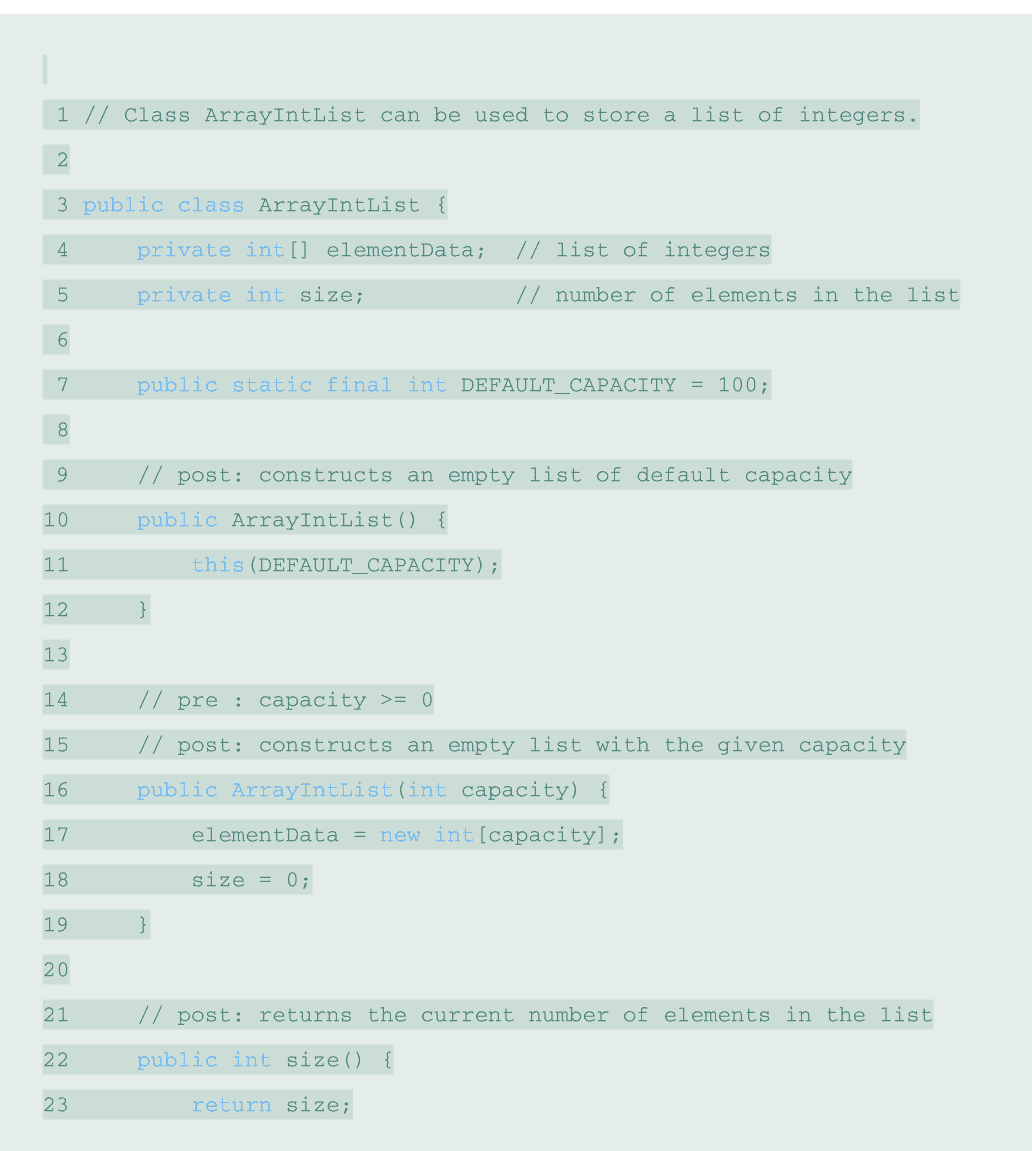 1 // Class ArrayIntList can be used to store a list of integers.
2
3 public class ArrayIntList {
4     private int[] elementData;  // list of integers
5     private int size;           // number of elements in the list
6
7     public static final int DEFAULT_CAPACITY = 100;
8
9     // post: constructs an empty list of default capacity
10     public ArrayIntList() {
11         this(DEFAULT_CAPACITY);
12     }
13
14     // pre : capacity >= 0
15     // post: constructs an empty list with the given capacity
16     public ArrayIntList(int capacity) {
17         elementData = new int[capacity];
18         size = 0;
19     }
20
21     // post: returns the current number of elements in the list
22     public int size() {
23         return size;